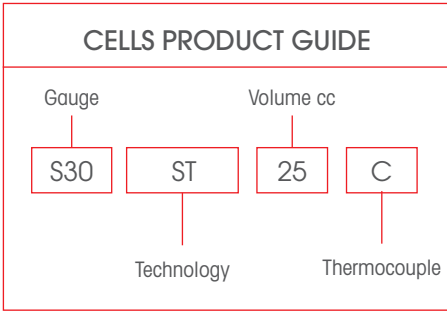 CELLS PRODUCT GUIDE
Gauge Volume cc
S30 ST 25 C
Technology Thermocouple